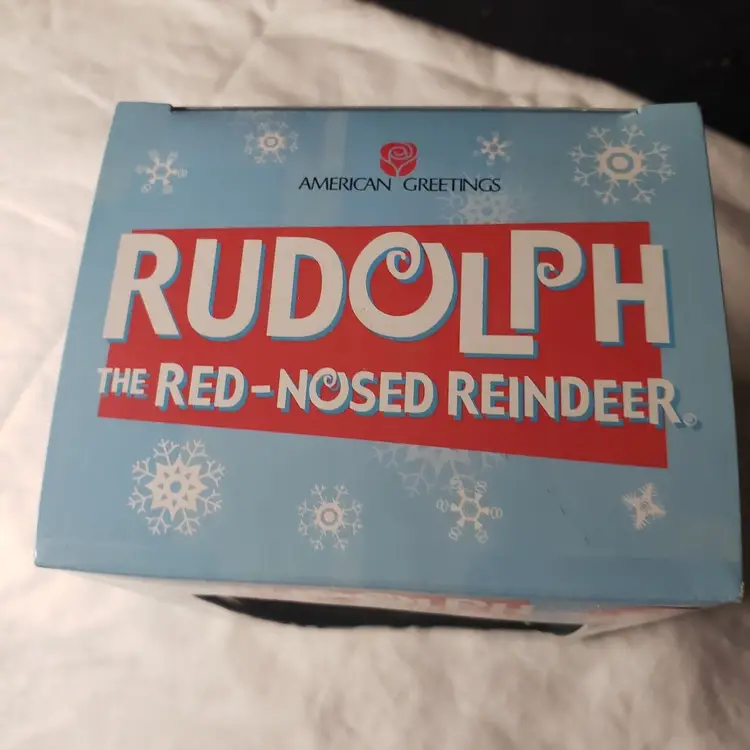 AMERICAN GREETINGS
RUDOLPH
THE RED-NOSED REINDEER®